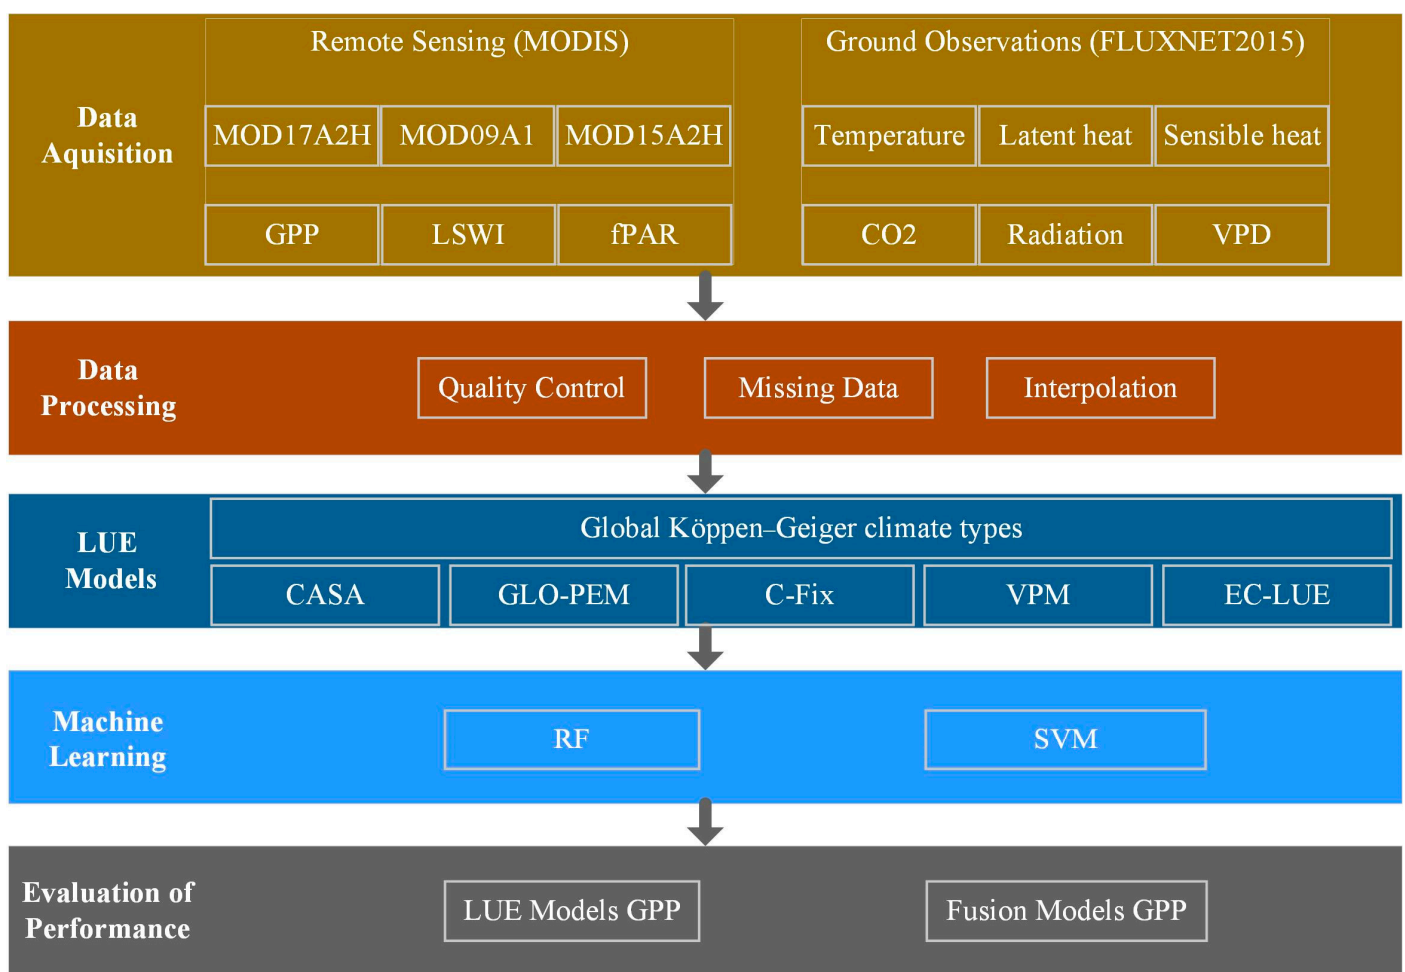 Remote Sensing (MODIS)
Ground Observations (FLUXNET2015)
Data
Aquisition
MOD17A2H
MOD09A1
MOD15A2H
Temperature
Latent heat
Sensible heat
GPP
LSWI
fPAR
CO2
Radiation
VPD
Data
Processing
Quality Control
Missing Data
Interpolation
LUE
Models
Global Köppen–Geiger climate types
CASA
GLO-PEM
C-Fix
VPM
EC-LUE
Machine
Learning
RF
SVM
Evaluation of
Performance
LUE Models GPP
Fusion Models GPP